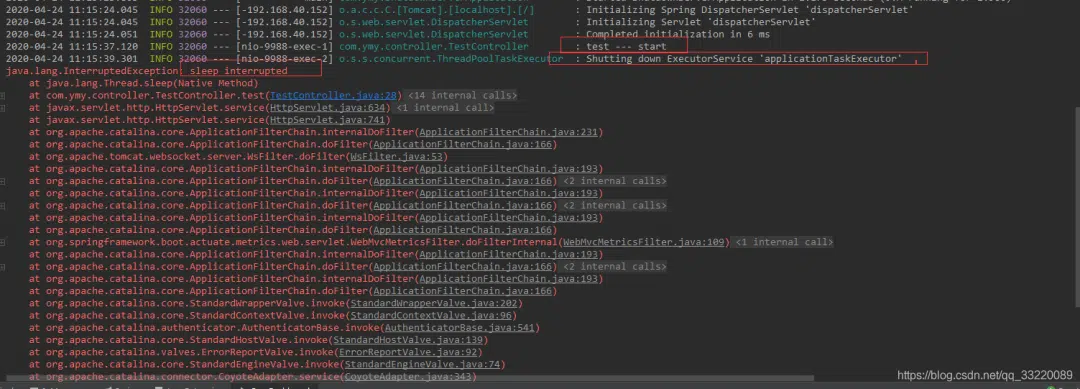 2020-04-24 11:15:24.045 INFO 32060 --- [-192.168.40.152] o.a.c.c.C.[Tomcat].[localhost].[/] : Initializing Spring DispatcherServlet 'dispatcherServlet'
2020-04-24 11:15:24.045 INFO 32060 --- [-192.168.40.152] o.s.web.servlet.DispatcherServlet : Initializing Servlet 'dispatcherServlet'
2020-04-24 11:15:24.051 INFO 32060 --- [-192.168.40.152] o.s.web.servlet.DispatcherServlet : Completed initialization in 6 ms
2020-04-24 11:15:37.120 INFO 32060 --- [nio-9988-exec-1] com.ymy.controller.TestController : test --- start
2020-04-24 11:15:39.301 INFO 32060 --- [nio-9988-exec-2] o.s.s.concurrent.ThreadPoolTaskExecutor : Shutting down ExecutorService 'applicationTaskExecutor'
java.lang.InterruptedException: sleep interrupted
at java.lang.Thread.sleep(Native Method)
at com.ymy.controller.TestController.test(TestController.java:28) <14 internal calls>
at javax.servlet.http.HttpServlet.service(HttpServlet.java:634) <1 internal call>
at javax.servlet.http.HttpServlet.service(HttpServlet.java:741)
at org.apache.catalina.core.ApplicationFilterChain.internalDoFilter(ApplicationFilterChain.java:231)
at org.apache.catalina.core.ApplicationFilterChain.doFilter(ApplicationFilterChain.java:166)
at org.apache.tomcat.websocket.server.WsFilter.doFilter(WsFilter.java:53)
at org.apache.catalina.core.ApplicationFilterChain.internalDoFilter(ApplicationFilterChain.java:193)
at org.apache.catalina.core.ApplicationFilterChain.doFilter(ApplicationFilterChain.java:166) <2 internal calls>
at org.apache.catalina.core.ApplicationFilterChain.internalDoFilter(ApplicationFilterChain.java:193)
at org.apache.catalina.core.ApplicationFilterChain.doFilter(ApplicationFilterChain.java:166) <2 internal calls>
at org.apache.catalina.core.ApplicationFilterChain.internalDoFilter(ApplicationFilterChain.java:193)
at org.apache.catalina.core.ApplicationFilterChain.doFilter(ApplicationFilterChain.java:166)
at org.springframework.boot.actuate.metrics.web.servlet.WebMvcMetricsFilter.doFilterInternal(WebMvcMetricsFilter.java:109) <1 internal call>
at org.apache.catalina.core.ApplicationFilterChain.internalDoFilter(ApplicationFilterChain.java:193)
at org.apache.catalina.core.ApplicationFilterChain.doFilter(ApplicationFilterChain.java:166) <2 internal calls>
at org.apache.catalina.core.ApplicationFilterChain.internalDoFilter(ApplicationFilterChain.java:193)
at org.apache.catalina.core.ApplicationFilterChain.doFilter(ApplicationFilterChain.java:166)
at org.apache.catalina.core.StandardWrapperValve.invoke(StandardWrapperValve.java:202)
at org.apache.catalina.core.StandardContextValve.invoke(StandardContextValve.java:96)
at org.apache.catalina.authenticator.AuthenticatorBase.invoke(AuthenticatorBase.java:541)
at org.apache.catalina.core.StandardHostValve.invoke(StandardHostValve.java:139)
at org.apache.catalina.valves.ErrorReportValve.invoke(ErrorReportValve.java:92)
at org.apache.catalina.core.StandardEngineValve.invoke(StandardEngineValve.java:74)
at org.apache.catalina.connector.CoyoteAdapter.service(CoyoteAdapter.java:343)
https://blog.csdn.net/qq_33220089